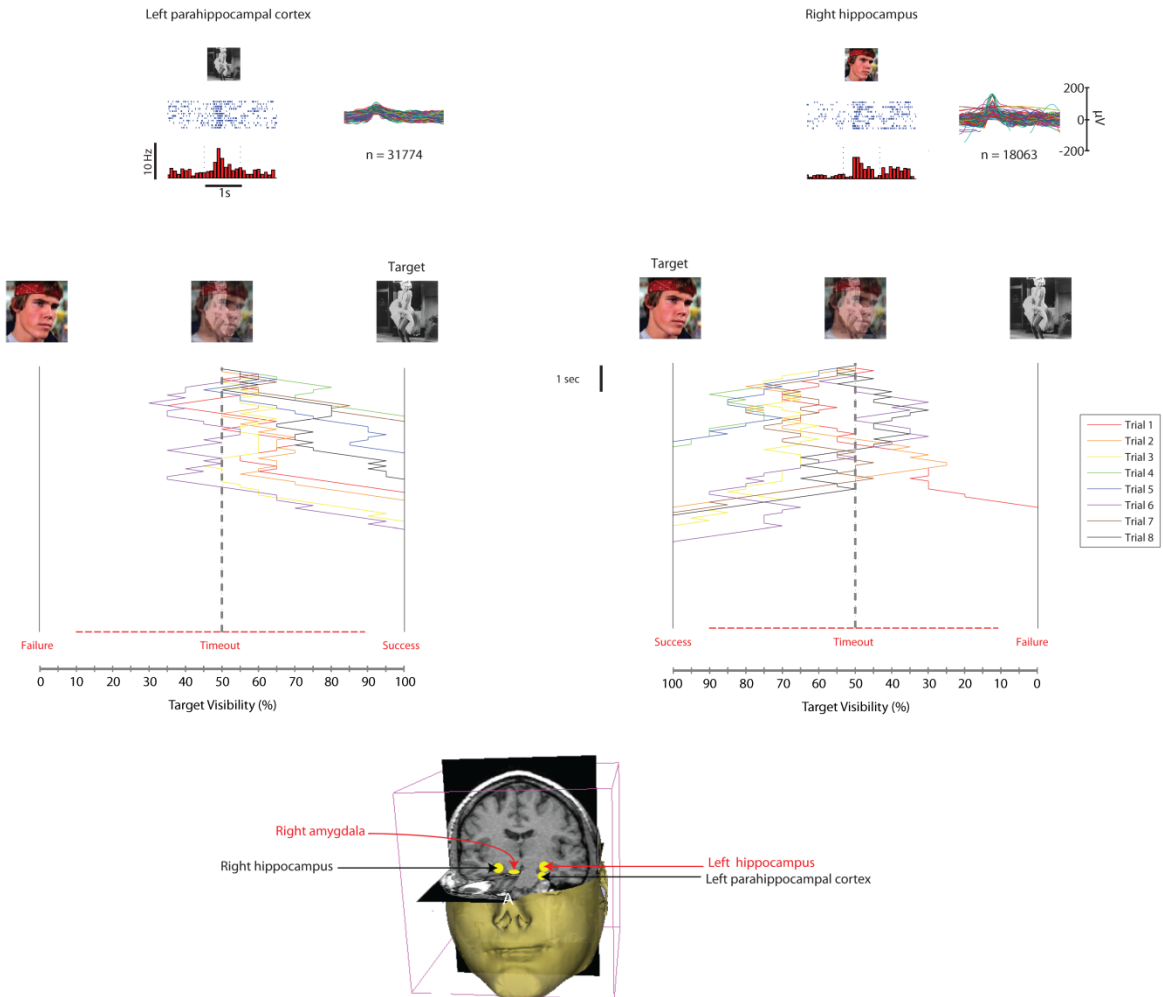 Left parahippocampal cortex
Right hippocampus
10 Hz
1s
n = 31774
200
0
-200
µV
n = 18063
Target
Target
1 sec
Trial 1
Trial 2
Trial 3
Trial 4
Trial 5
Trial 6
Trial 7
Trial 8
Failure
Timeout
Success
0 10 20 30 40 50 60 70 80 90 100
Target Visibility (%)
Success
Timeout
Failure
100 90 80 70 60 50 40 30 20 10 0
Target Visibility (%)
Right amygdala
Right hippocampus
Left hippocampus
Left parahippocampal cortex
A